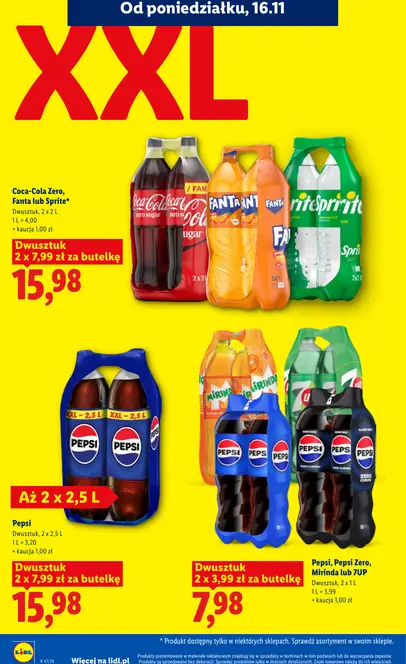 Od poniedziałku, 16.11
XXL
Coca-Cola Zero,
Fanta lub Sprite*
Dwusztuk, 2 x 2 L
1 L = 4,00
+ kaucja 1,00 zł
Dwusztuk
2 x 7,99 zł za butelkę
15,98
Coca-Cola
zero sugar
FANTA
FANTA
Sprite
XXL - 2,5 L
XXL - 2,5 L
PEPSI
PEPSI
Aż 2 x 2,5 L
Pepsi
Dwusztuk, 2 x 2,5 L
1 L = 3,20
+ kaucja 1,00 zł
Dwusztuk
2 x 7,99 zł za butelkę
15,98
MIRINDA
MIRINDA
PEPSI
PEPSI
PEPSI
PEPSI
ZERO
Dwusztuk
2 x 3,99 zł za butelkę
7,98
Pepsi, Pepsi Zero,
Mirinda lub 7UP
Dwusztuk, 2 x 1 L
1 L = 3,99
+ kaucja 1,00 zł
* Produkt dostępny tylko w niektórych sklepach. Sprawdź asortyment w swoim sklepie.
LIDL
Więcej na lidl.pl